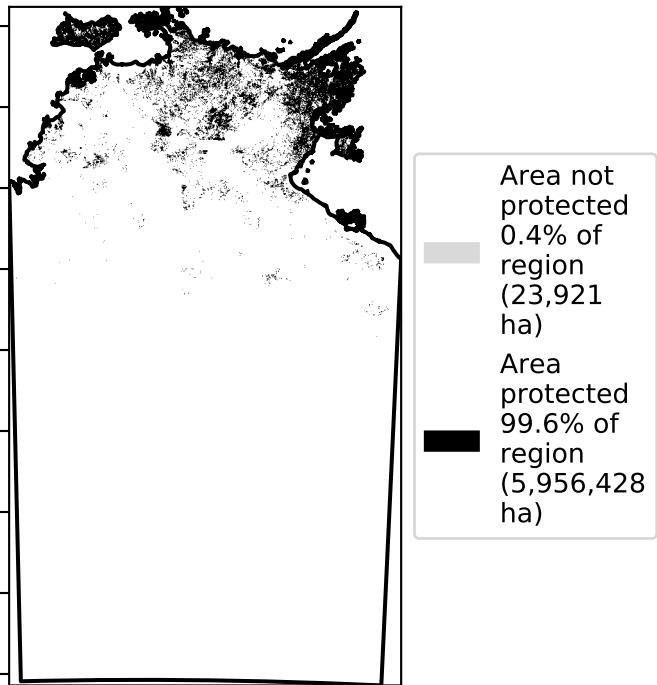 Area not
protected
0.4% of
region
(23,921
ha)
Area
protected
99.6% of
region
(5,956,428
ha)